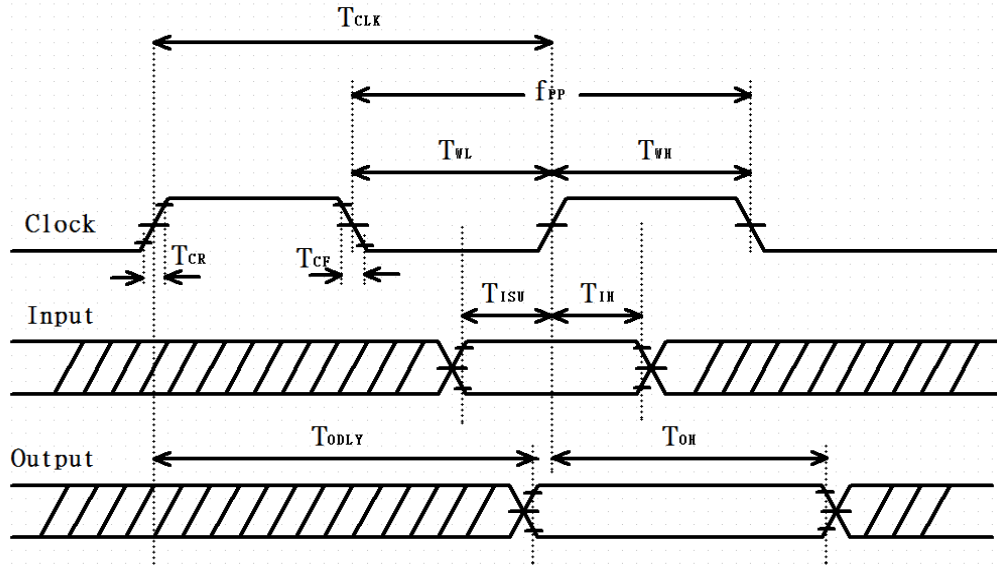 TCLK
fPP
TWL
TWH
Clock
TCR
TCF
TISU
TIH
Input
TODLY
TOH
Output